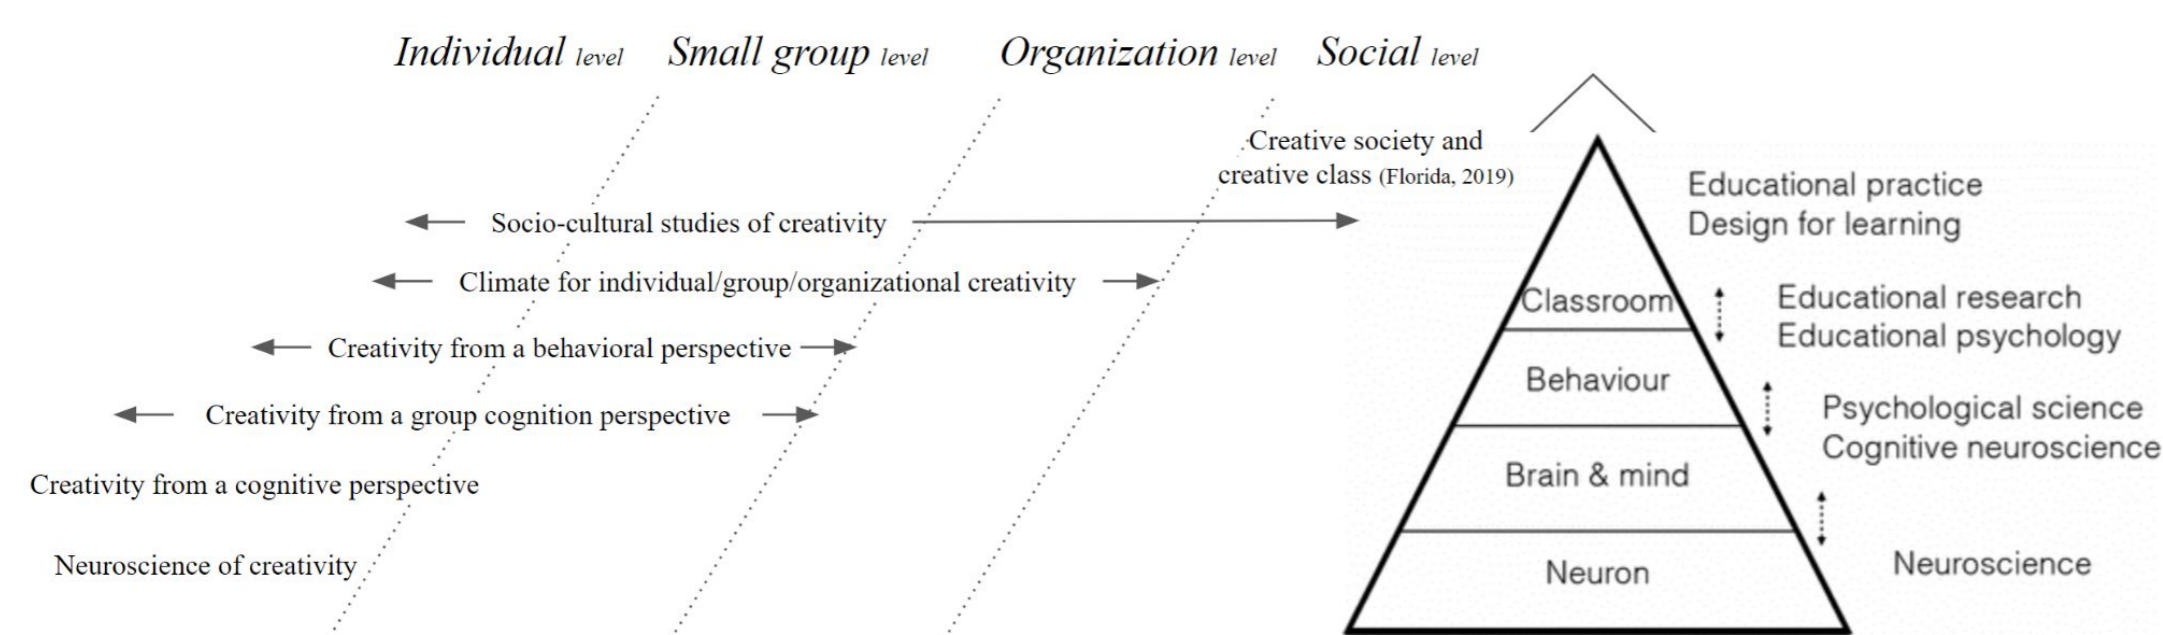 Individual level Small group level Organization level Social level
Creative society and
creative class (Florida, 2019)
Socio-cultural studies of creativity
Climate for individual/group/organizational creativity
Creativity from a behavioral perspective
Creativity from a group cognition perspective
Creativity from a cognitive perspective
Neuroscience of creativity
Classroom
Behaviour
Brain & mind
Neuron
Educational practice
Design for learning
Educational research
Educational psychology
Psychological science
Cognitive neuroscience
Neuroscience